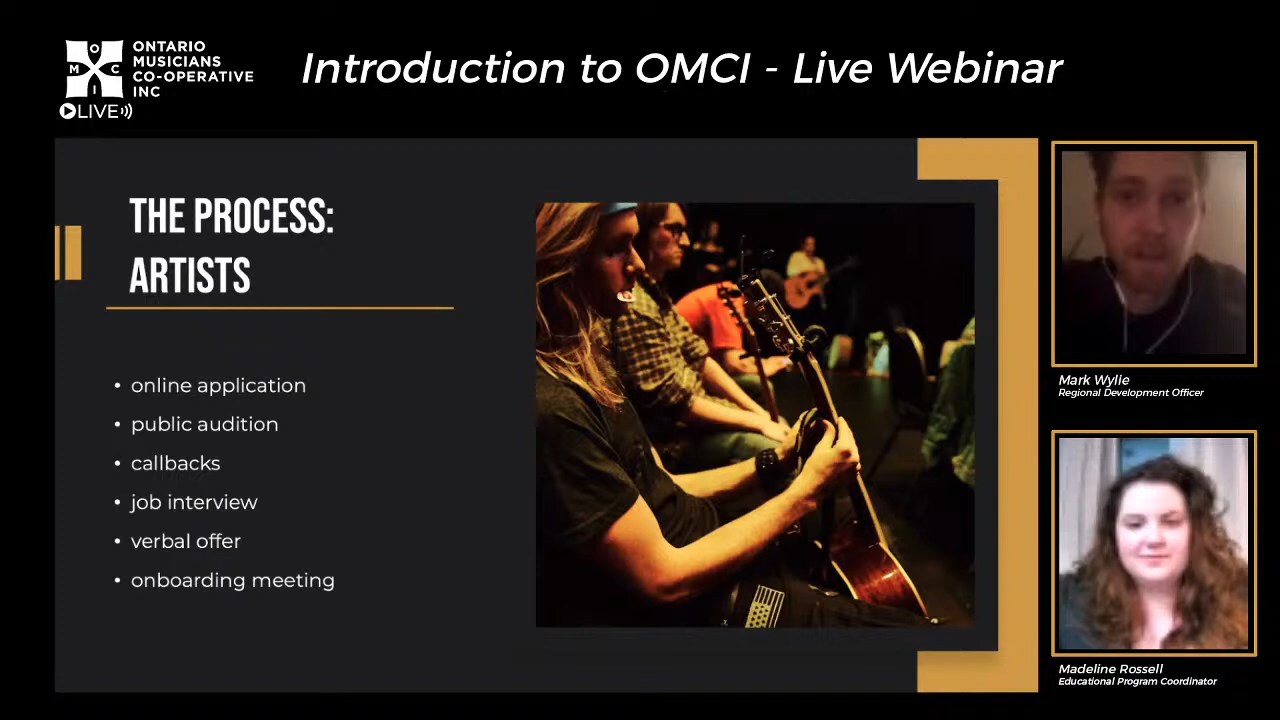 ONTARIO
MUSICIANS
CO-OPERATIVE
INC
O
M C
I
LIVE
Introduction to OMCI - Live Webinar
THE PROCESS:
ARTISTS
• online application
• public audition
• callbacks
• job interview
• verbal offer
• onboarding meeting
Mark Wylie
Regional Development Officer
Madeline Rossell
Educational Program Coordinator